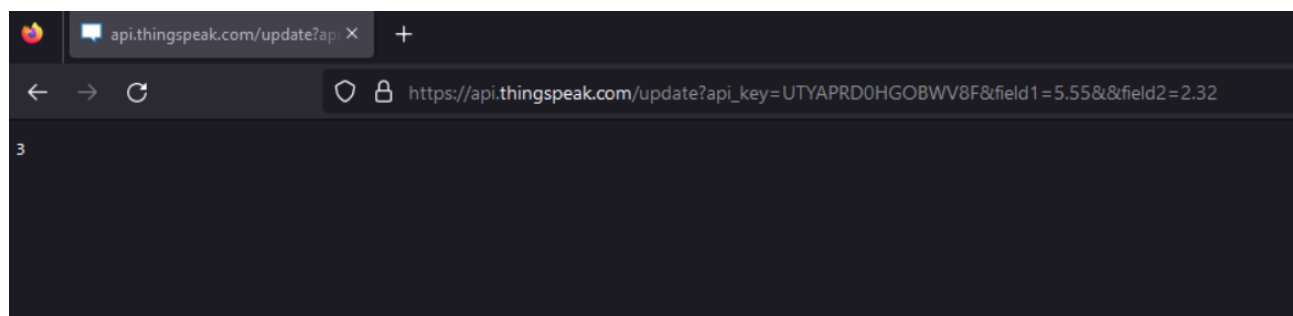 api.thingspeak.com/update?api
https://api.thingspeak.com/update?api_key=UTYAPRD0HGOBWV8F&field1=5.55&&field2=2.32
3